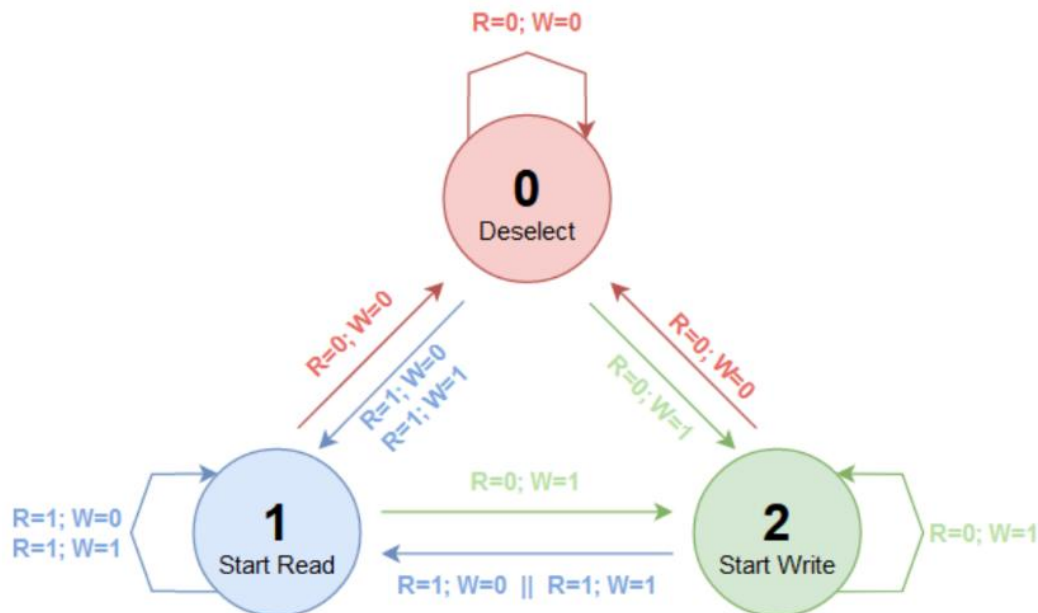 R=0; W=0
0
Deselect
R=0; W=0
R=1; W=0
R=1; W=1
R=0; W=1
R=0; W=0
R=1; W=0
R=1; W=1
1
Start Read
R=0; W=1
R=1; W=0 || R=1; W=1
2
Start Write
R=0; W=1